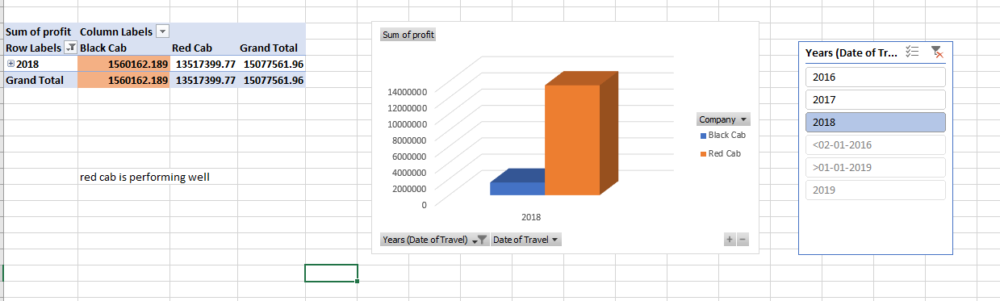 Sum of profit Column Labels
Row Labels Black Cab Red Cab Grand Total
2018 1560162.189 13517399.77 15077561.96
Grand Total 1560162.189 13517399.77 15077561.96
red cab is performing well
Sum of profit
14000000
12000000
10000000
8000000
6000000
4000000
2000000
0
2018
Company
Black Cab
Red Cab
Years (Date of Travel) Date of Travel
Years (Date of Tr...
2016
2017
2018
<02-01-2016
>01-01-2019
2019